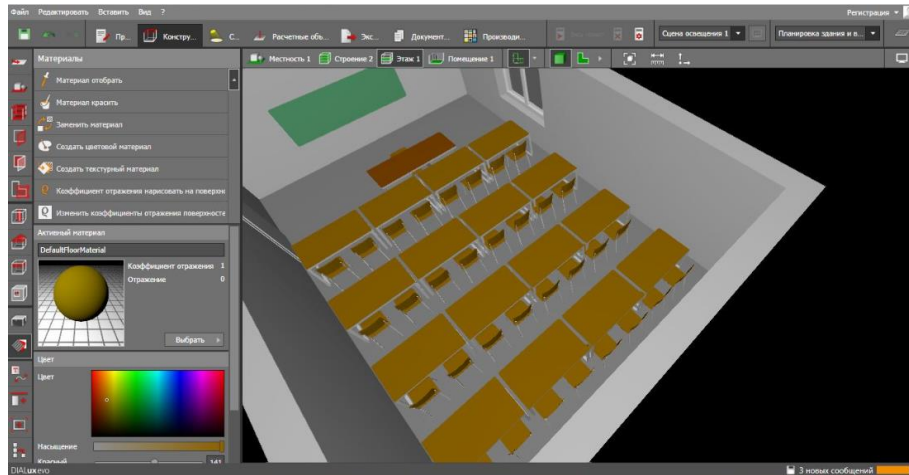 Файл Редактировать Вставить Вид ?
Регистрация
Пр... Констру... С... Расчетные объ... Экс... Документ... Производи...
Сцена освещения 1
Планировка здания и в...
Материалы
Местность 1 Строение 2 Этаж 1 Помещение 1
Материал отобрать
Материал красить
Заменить материал
Создать цветовой материал
Создать текстурный материал
Коэффициент отражения нарисовать на поверхно
Изменить коэффициенты отражения поверхносте
Активный материал
DefaultFloorMaterial
Коэффициент отражения 1
Отражение 0
Выбрать
Цвет
Цвет
Насыщение
Красный 141
DIALux evo
3 новых сообщений